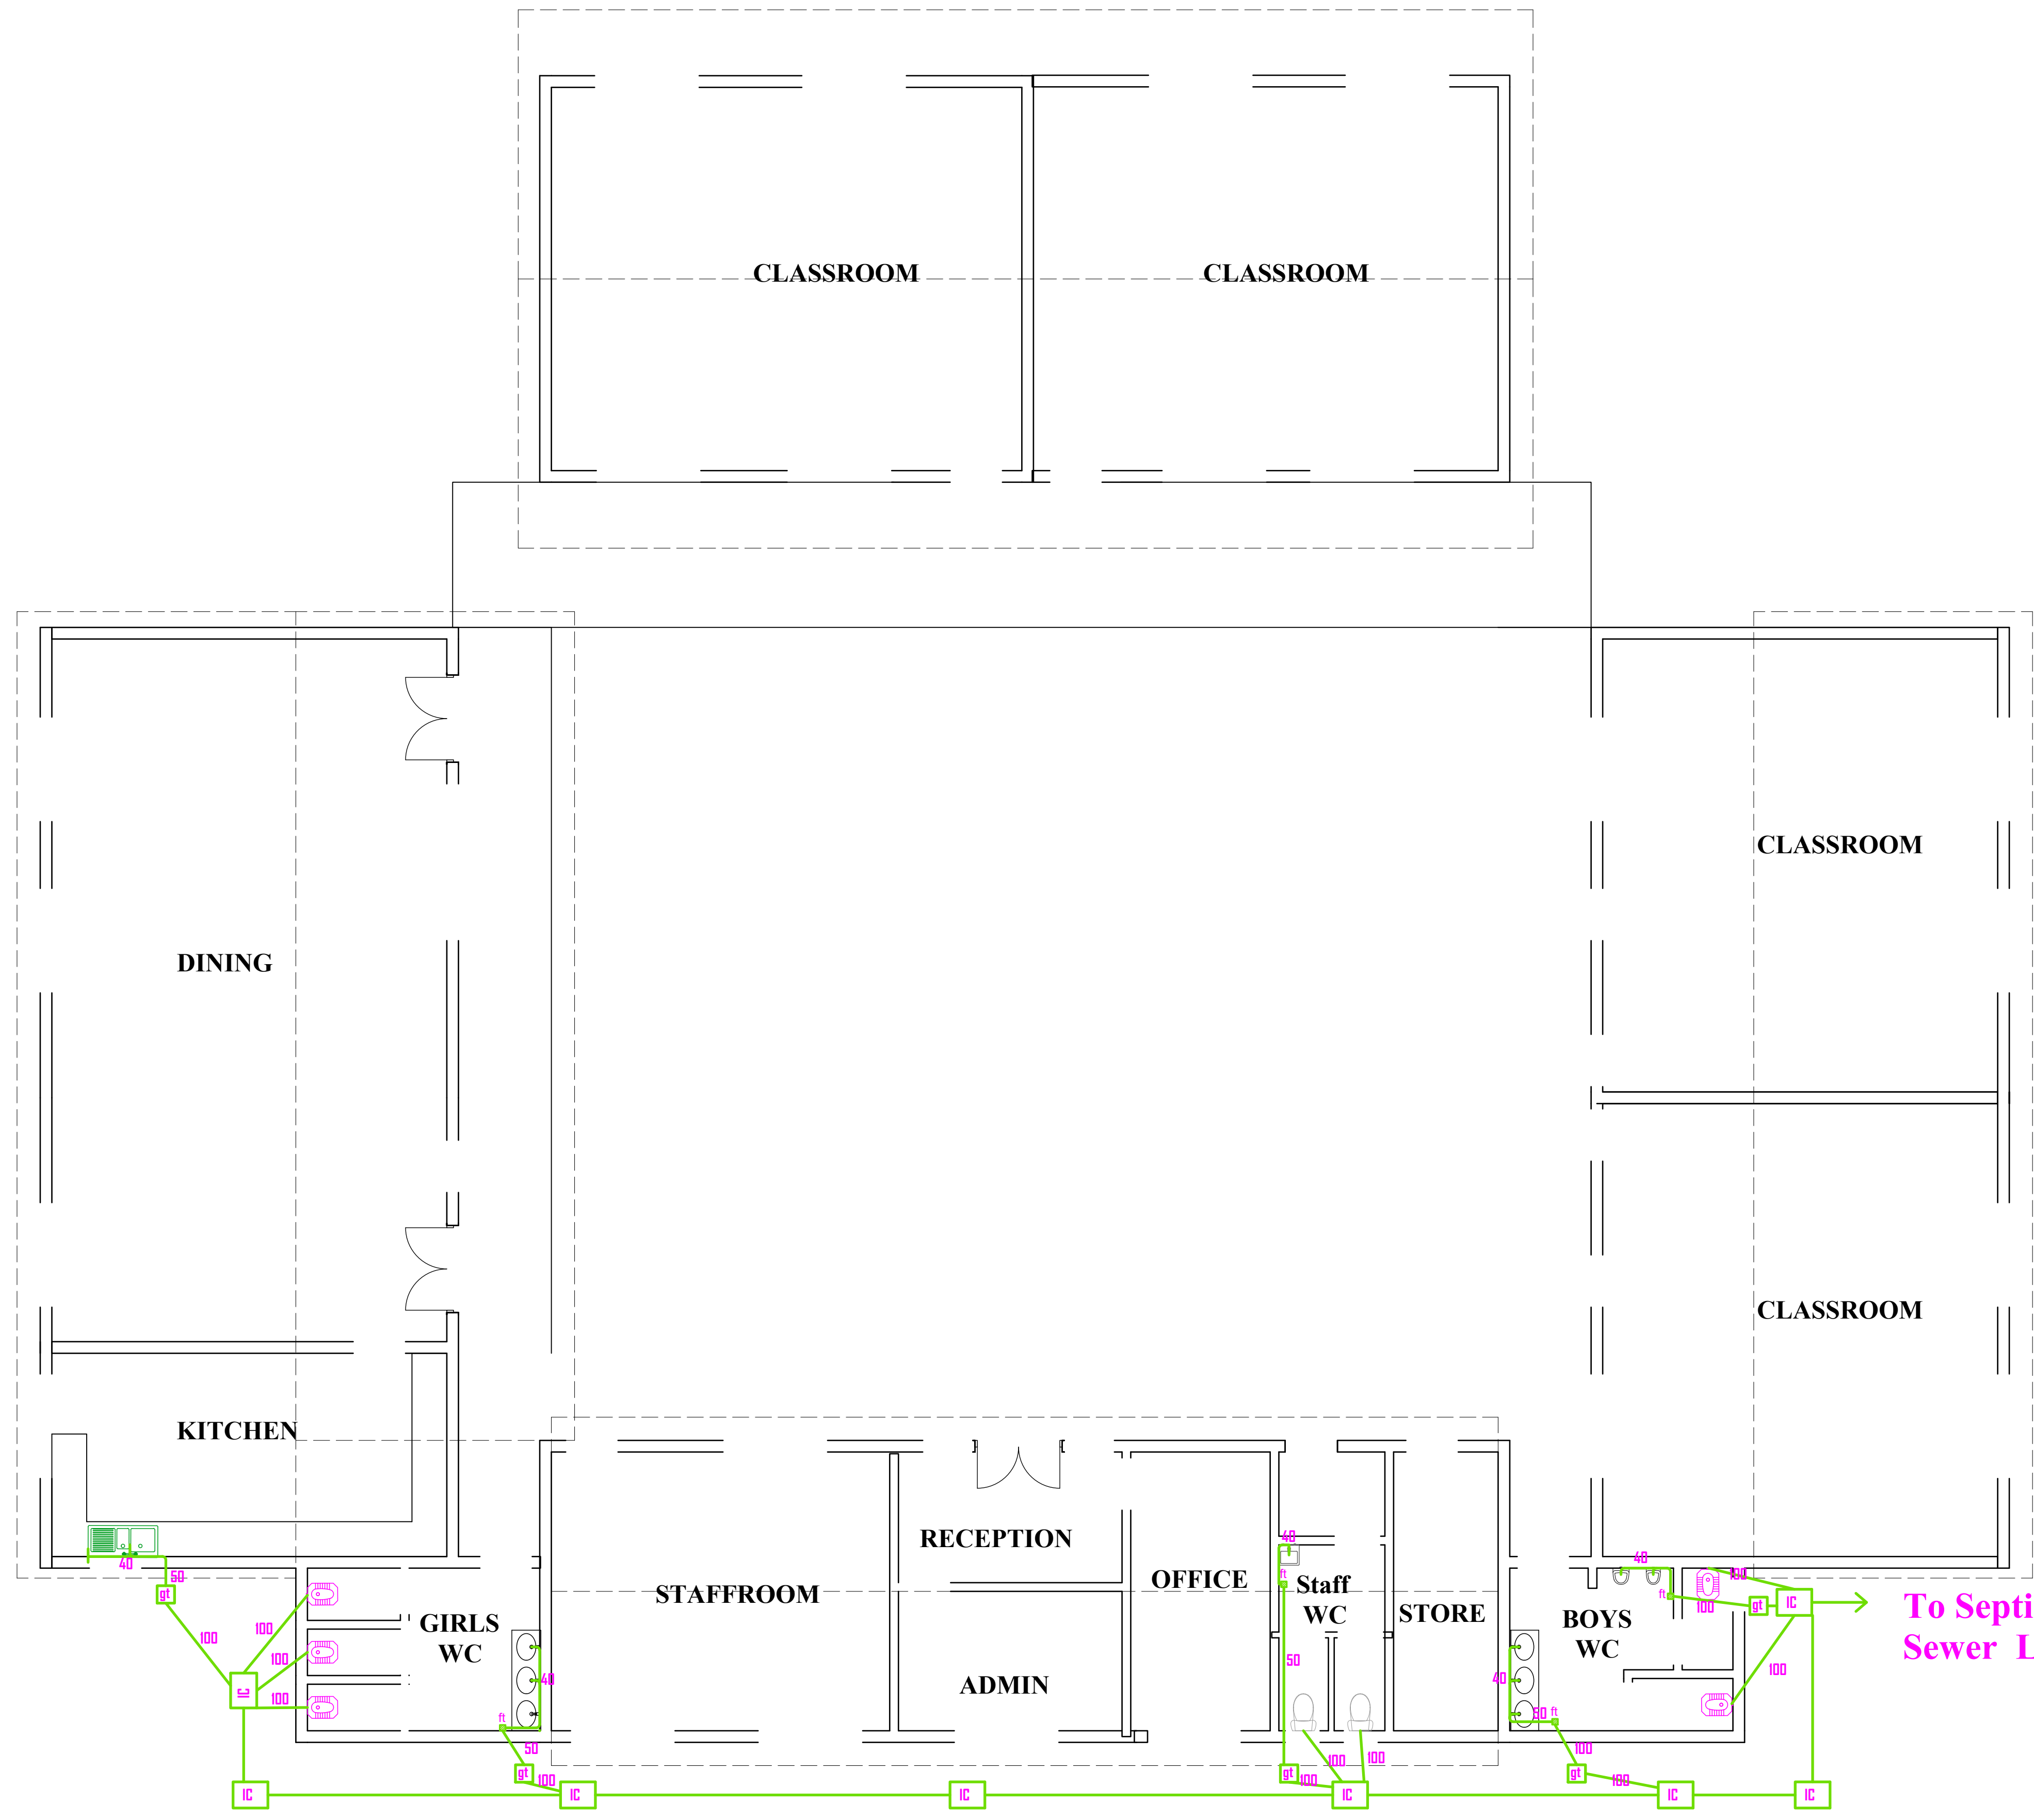 CLASSROOM CLASSROOM
CLASSROOM
DINING
CLASSROOM
KITCHEN
RECEPTION
40
40
40
40
50
gt
ft
OFFICE
Staff
WC
STAFFROOM
STORE
100
100
ft
gt
IC
To Septi
Sewer L
GIRLS
WC
BOYS
WC
100
100
100
100
IC
50
100
40
ADMIN
40
ft
50
ft
50
gt
100
100
100
gt
100
100
gt
100
IC
IC
IC
IC
IC
IC